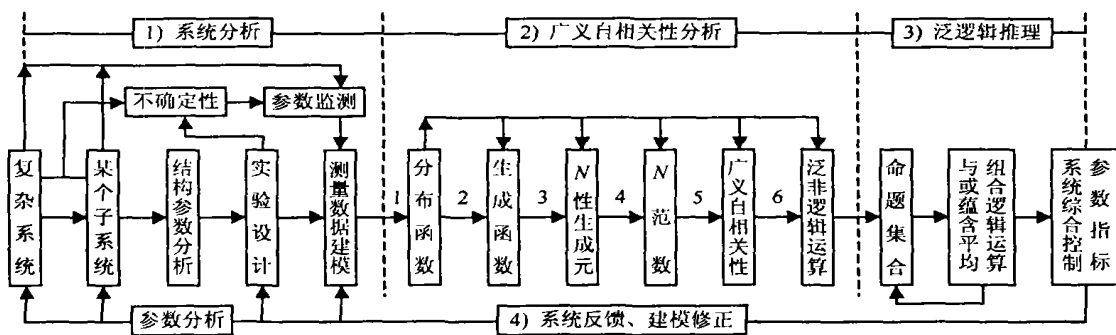 1) 系统分析
2) 广义自相关性分析
3) 泛逻辑推理
不确定性
参数监测
复杂系统
某个子系统
结构参数分析
实验设计
测量数据建模
1
分布函数
2
生成函数
3
N性生成元
4
N范数
5
广义自相关性
6
泛非逻辑运算
命题集合
组合逻辑运算
与或蕴含平均
参数指标
系统综合控制
参数分析
4) 系统反馈、建模修正